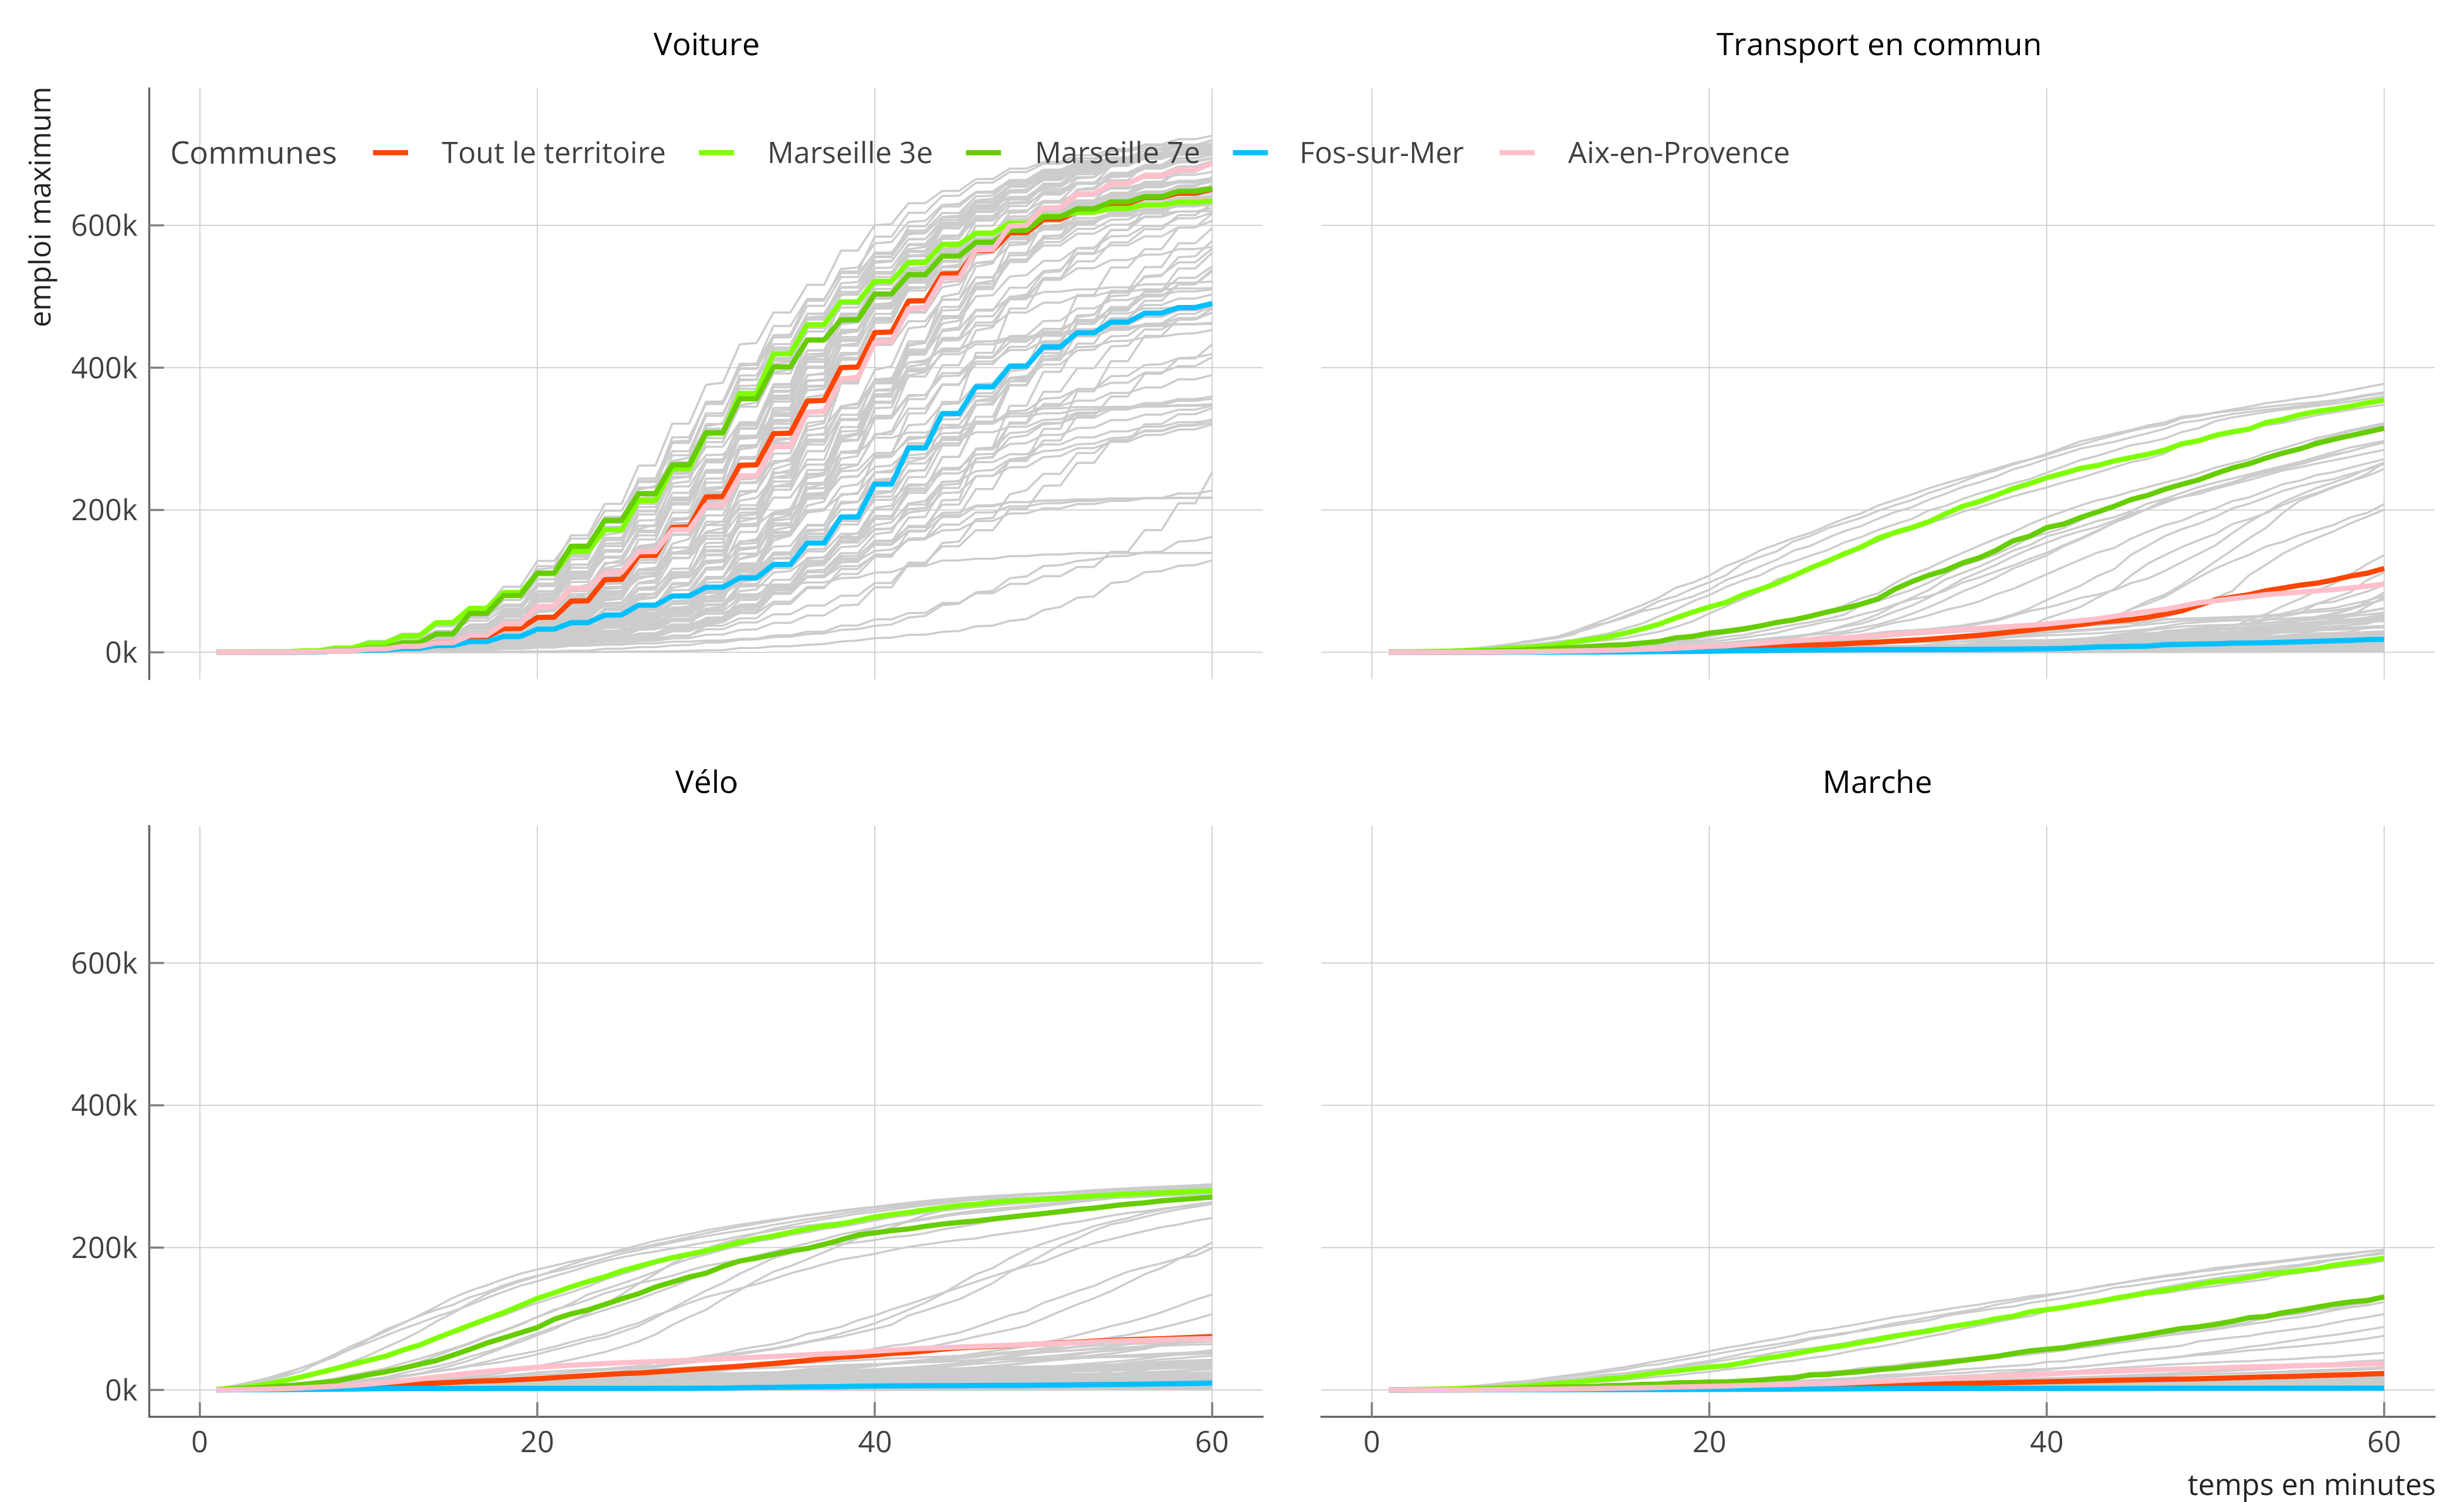 Voiture
Transport en commun
emploi maximum
Communes Tout le territoire Marseille 3e Marseille 7e Fos-sur-Mer Aix-en-Provence
600k
400k
200k
0k
Vélo
Marche
600k
400k
200k
0k
0 20 40 60
0 20 40 60
temps en minutes